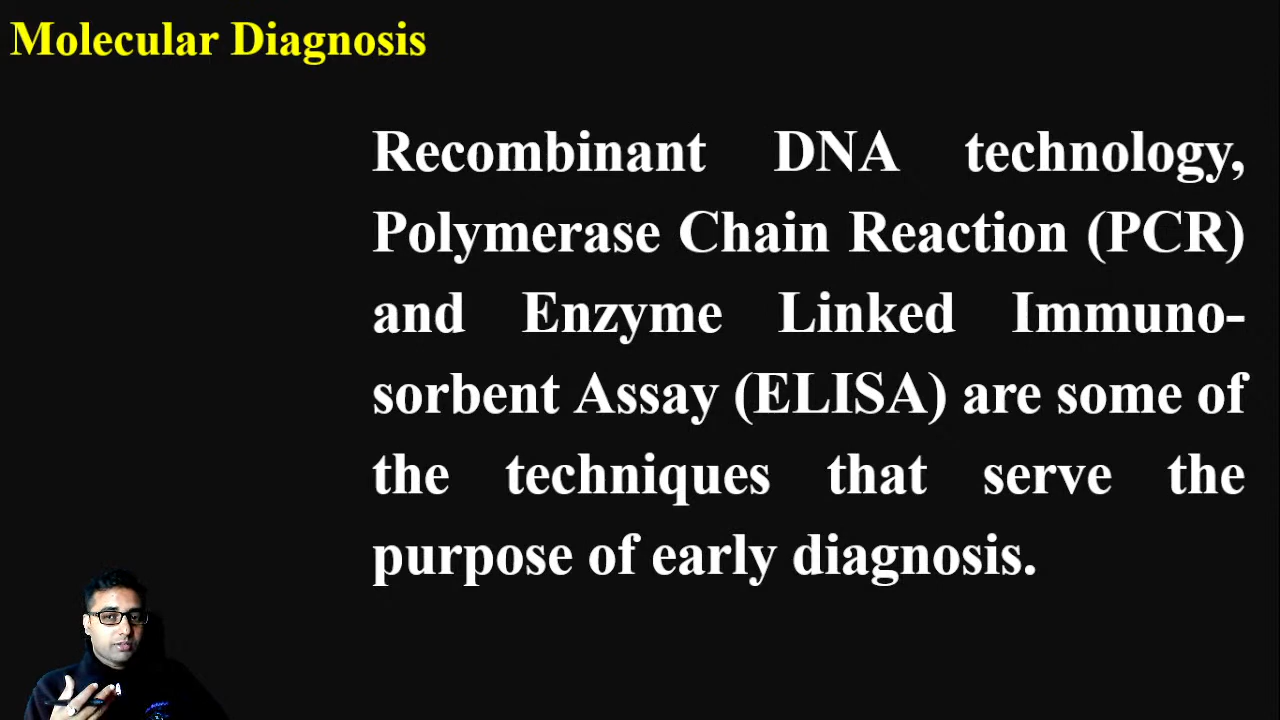 Molecular Diagnosis
Recombinant DNA technology,
Polymerase Chain Reaction (PCR)
and Enzyme Linked Immuno-
sorbent Assay (ELISA) are some of
the techniques that serve the
purpose of early diagnosis.